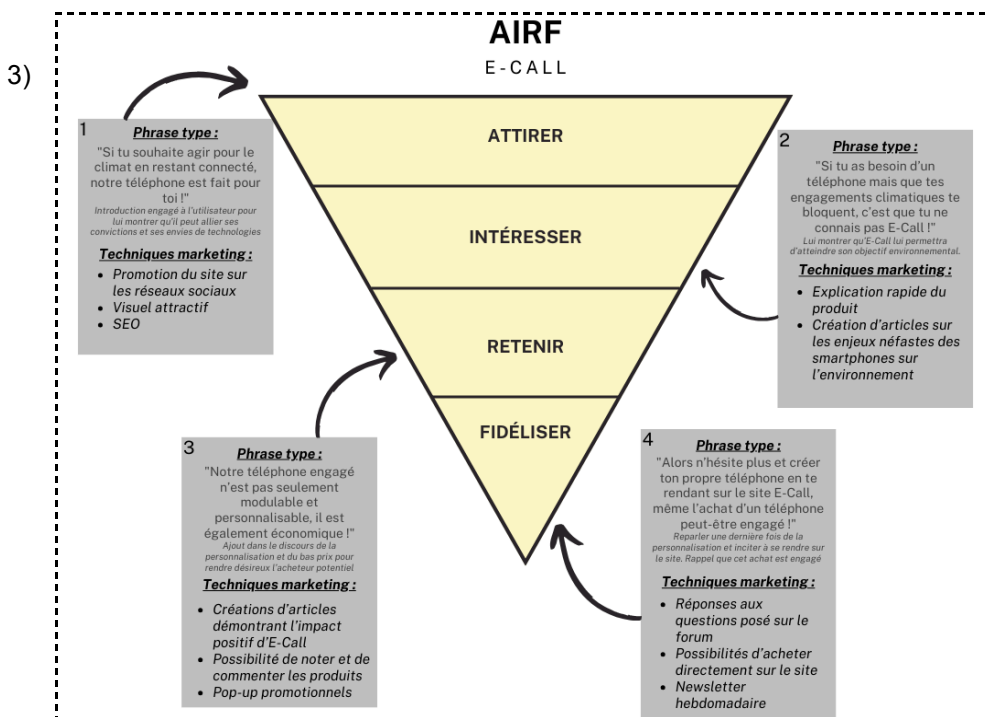 3)
AIRF
E-CALL
ATTIRER
INTÉRESSER
RETENIR
FIDÉLISER
1
Phrase type :
"Si tu souhaite agir pour le
climat en restant connecté,
notre téléphone est fait pour
toi !"
Introduction engagé à l'utilisateur pour
lui montrer qu'il peut allier ses
convictions et ses envies de technologies
Techniques marketing :
• Promotion du site sur
les réseaux sociaux
• Visuel attractif
• SEO
2
Phrase type :
"Si tu as besoin d'un
téléphone mais que tes
engagements climatiques te
bloquent, c'est que tu ne
connais pas E-Call !"
Lui montrer qu'E-Call lui permettra
d'atteindre son objectif environnemental.
Techniques marketing :
• Explication rapide du
produit
• Création d'articles sur
les enjeux néfastes des
smartphones sur
l'environnement
3
Phrase type :
"Notre téléphone engagé
n'est pas seulement
modulable et
personnalisable, il est
également économique !"
Ajout dans le discours de la
personnalisation et du bas prix pour
rendre désireux l'acheteur potentiel
Techniques marketing :
• Créations d'articles
démontrant l'impact
positif d'E-Call
• Possibilité de noter et de
commenter les produits
• Pop-up promotionnels
4
Phrase type :
"Alors n'hésite plus et créer
ton propre téléphone en te
rendant sur le site E-Call,
même l'achat d'un téléphone
peut-être engagé !"
Reparler une dernière fois de la
personnalisation et inciter à se rendre sur
le site. Rappel que cet achat est engagé
Techniques marketing :
• Réponses aux
questions posé sur le
forum
• Possibilités d'acheter
directement sur le site
• Newsletter
hebdomadaire